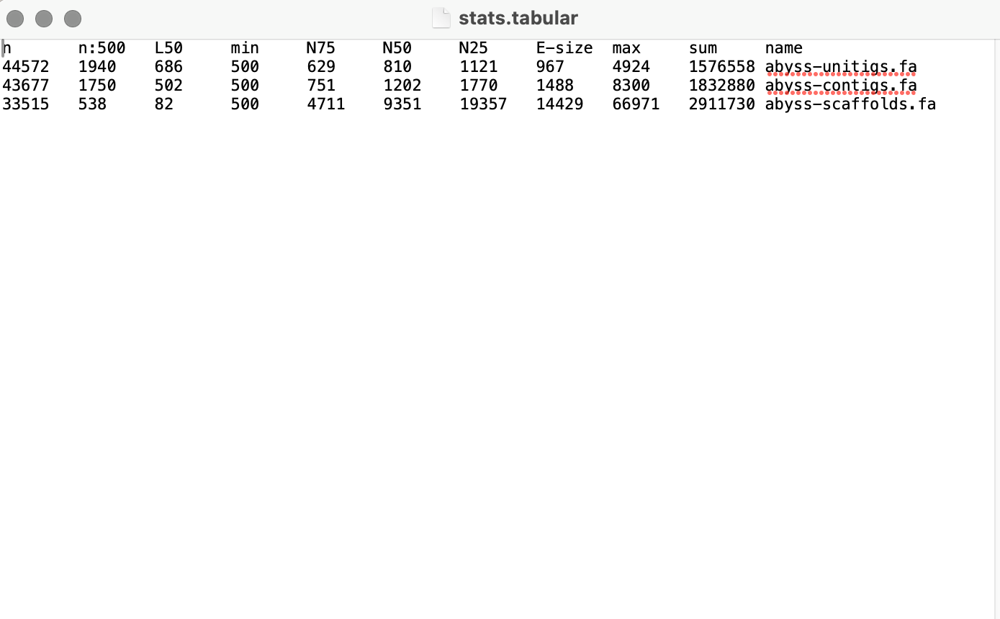 stats.tabular
n n:500 L50 min N75 N50 N25 E-size max sum name
44572 1940 686 500 629 810 1121 967 4924 1576558 abyss-unitigs.fa
43677 1750 502 500 751 1202 1770 1488 8300 1832880 abyss-contigs.fa
33515 538 82 500 4711 9351 19357 14429 66971 2911730 abyss-scaffolds.fa